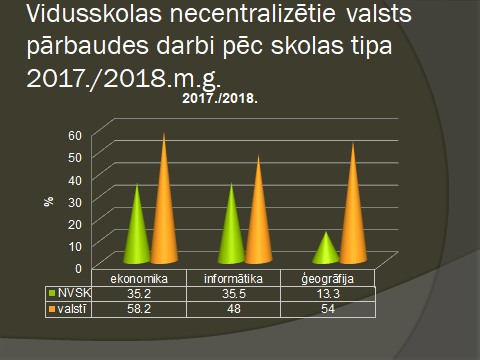 Vidusskolas necentralizētie valsts
pārbaudes darbi pēc skolas tipa
2017./2018.m.g.
2017./2018.
60
50
40
30
20
10
0
%
ekonomika informātika ģeogrāfija
NVSK 35.2 35.5 13.3
valstī 58.2 48 54